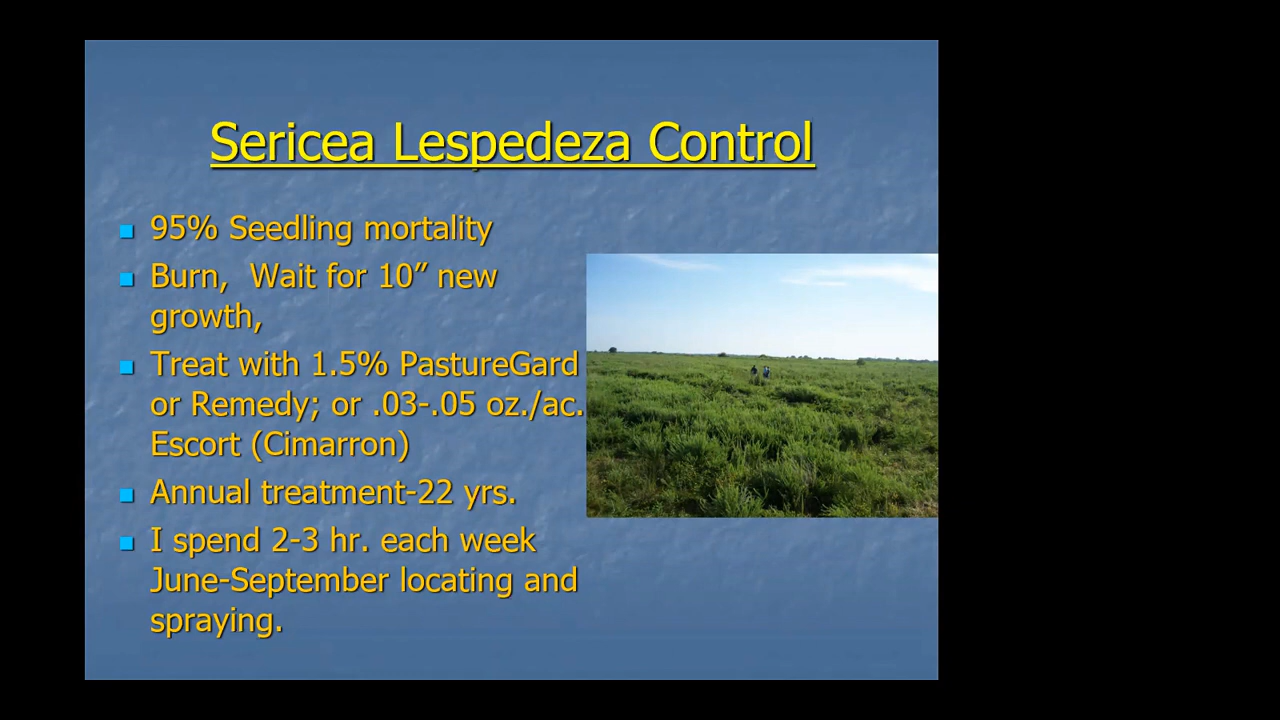 Sericea Lespedeza Control
95% Seedling mortality
Burn,  Wait for 10” new
growth,
Treat with 1.5% PastureGard
or Remedy; or .03-.05 oz./ac.
Escort (Cimarron)
Annual treatment-22 yrs.
I spend 2-3 hr. each week
June-September locating and
spraying.